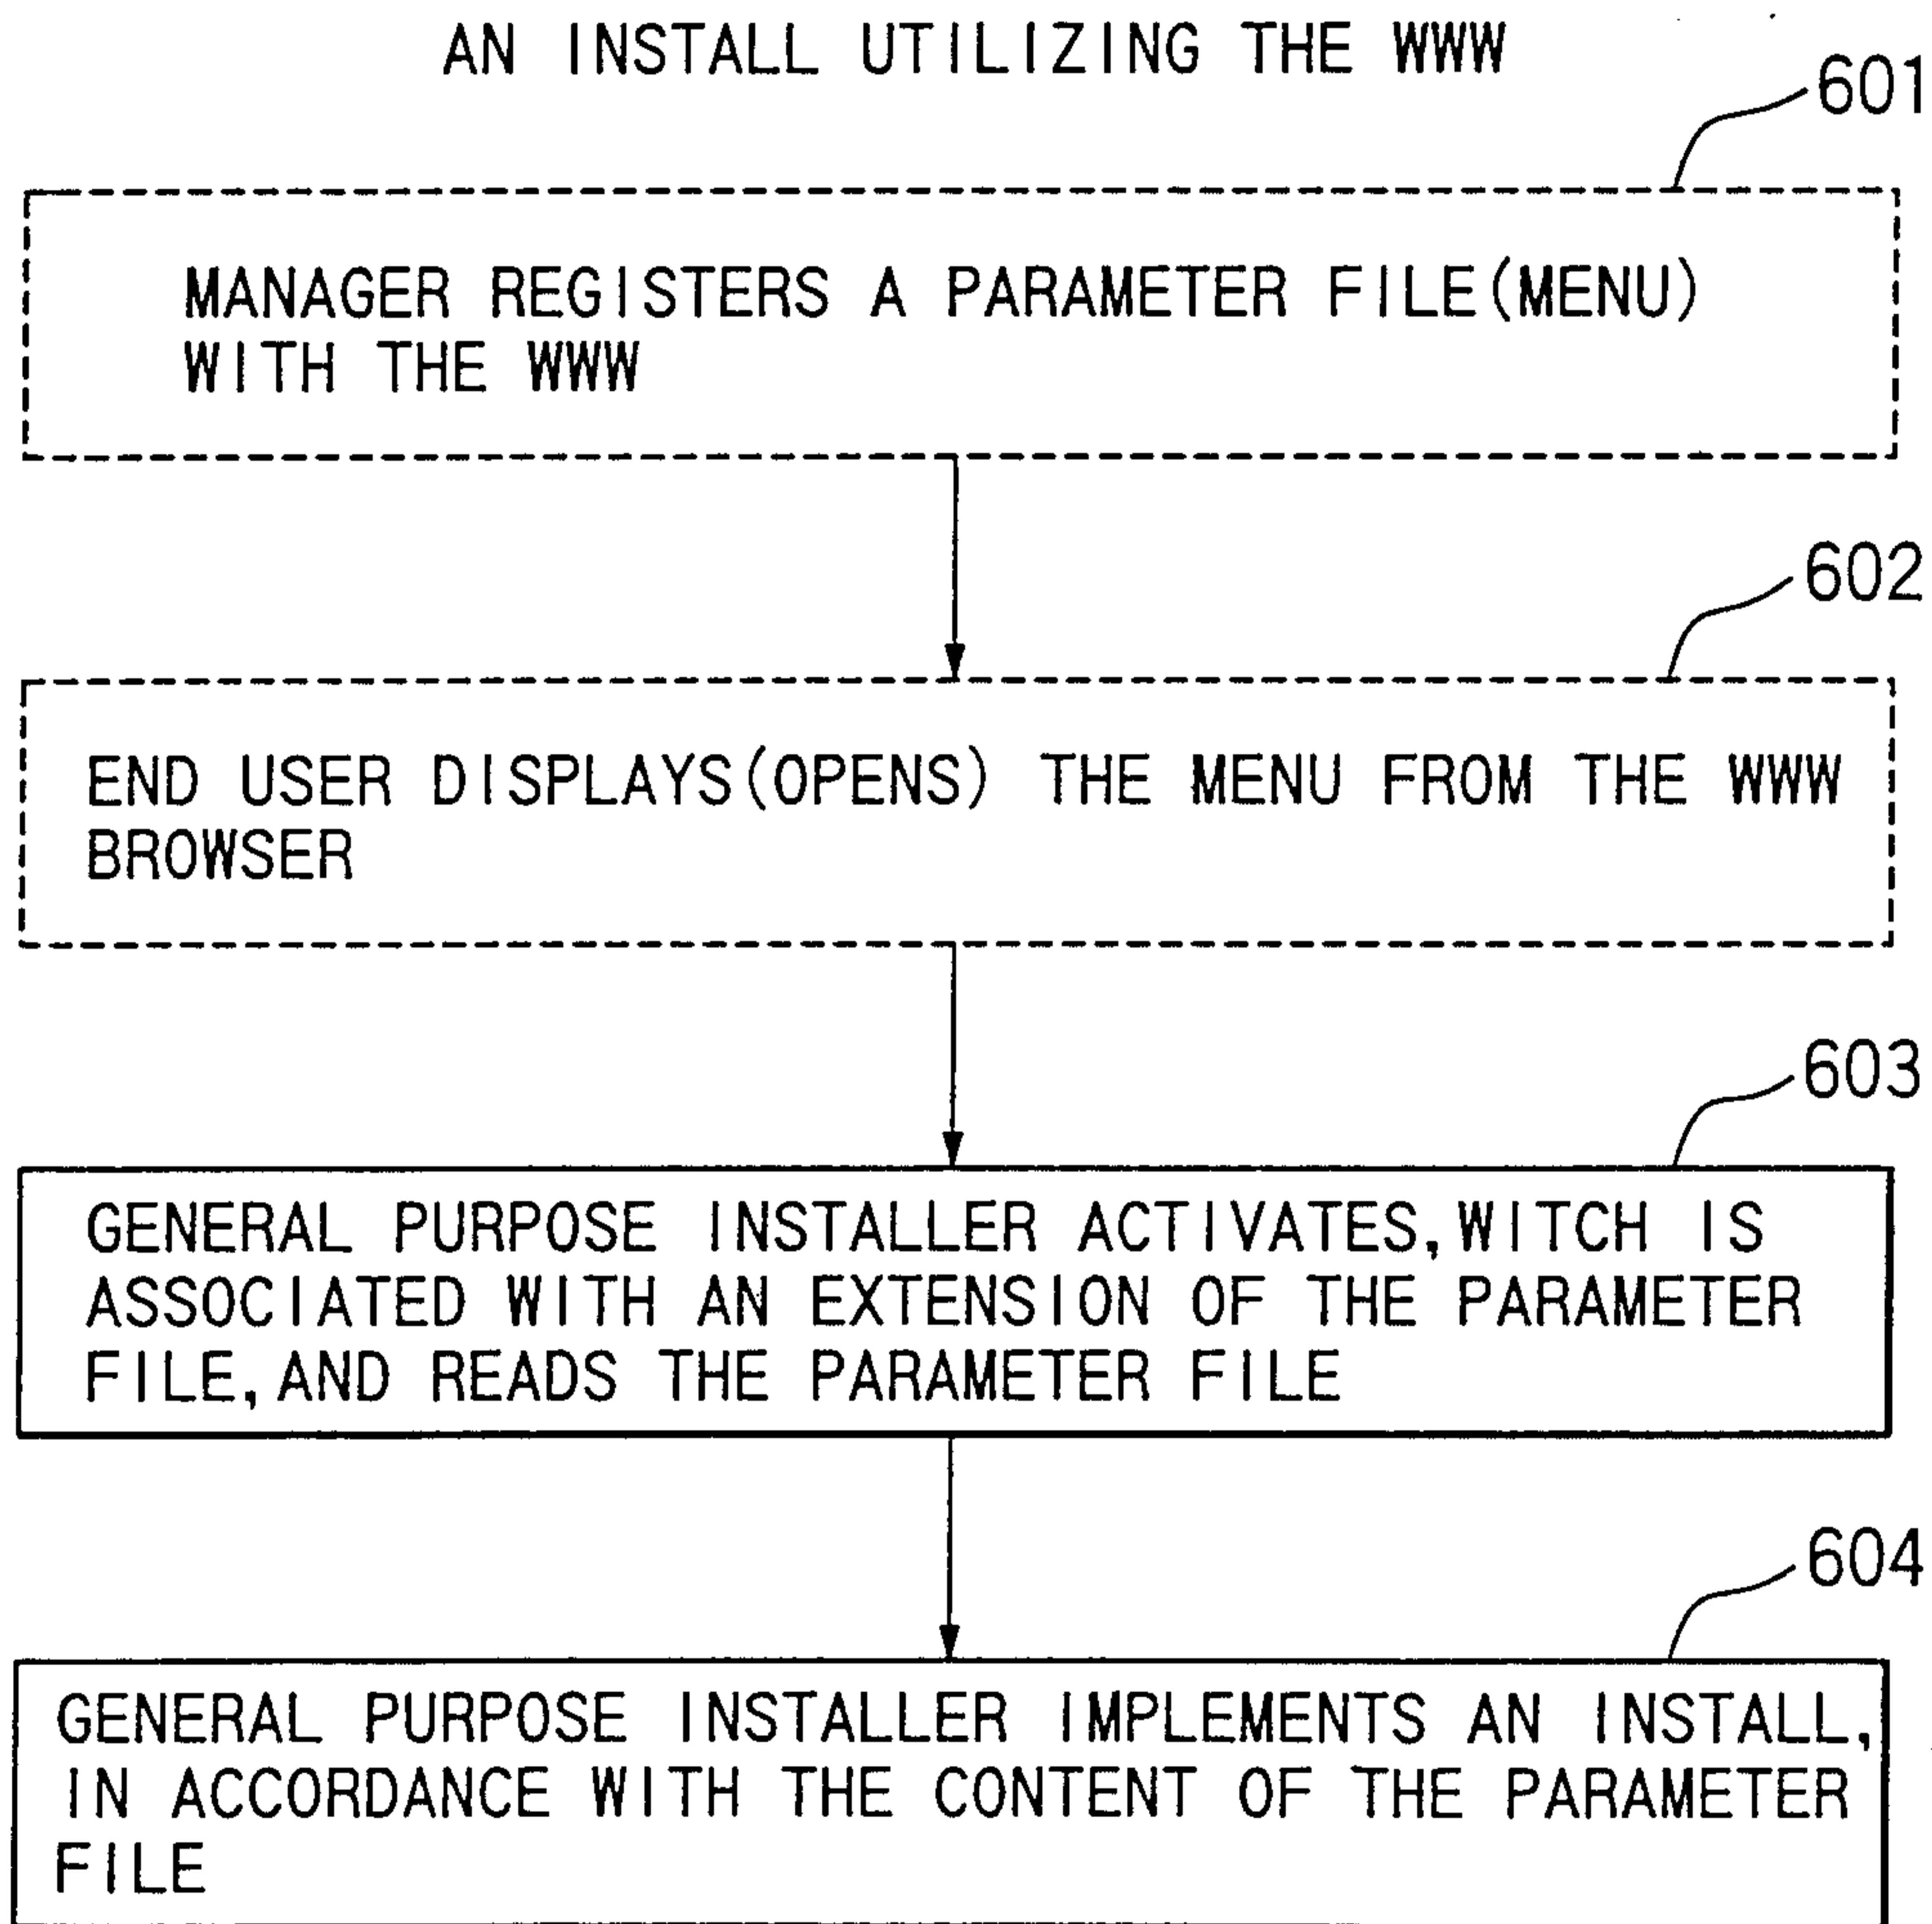 AN INSTALL UTILIZING THE WWW
601
MANAGER REGISTERS A PARAMETER FILE(MENU)
WITH THE WWW
602
END USER DISPLAYS(OPENS) THE MENU FROM THE WWW
BROWSER
603
GENERAL PURPOSE INSTALLER ACTIVATES,WITCH IS
ASSOCIATED WITH AN EXTENSION OF THE PARAMETER
FILE,AND READS THE PARAMETER FILE
604
GENERAL PURPOSE INSTALLER IMPLEMENTS AN INSTALL,
IN ACCORDANCE WITH THE CONTENT OF THE PARAMETER
FILE